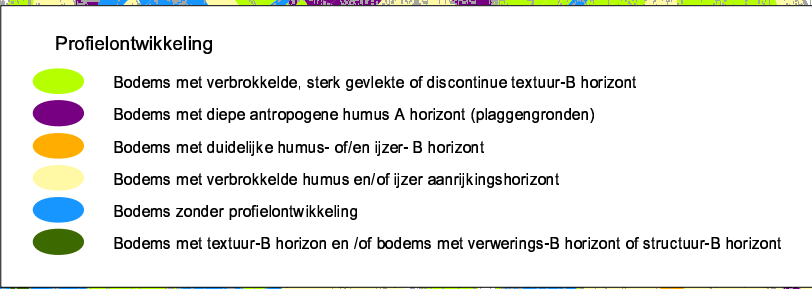 Profielontwikkeling
Bodems met verbrokkelde, sterk gevlekte of discontinue textuur-B horizont
Bodems met diepe antropogene humus A horizont (plaggengronden)
Bodems met duidelijke humus- of/en ijzer- B horizont
Bodems met verbrokkelde humus en/of ijzer aanrijkingshorizont
Bodems zonder profielontwikkeling
Bodems met textuur-B horizon en /of bodems met verwerings-B horizont of structuur-B horizont